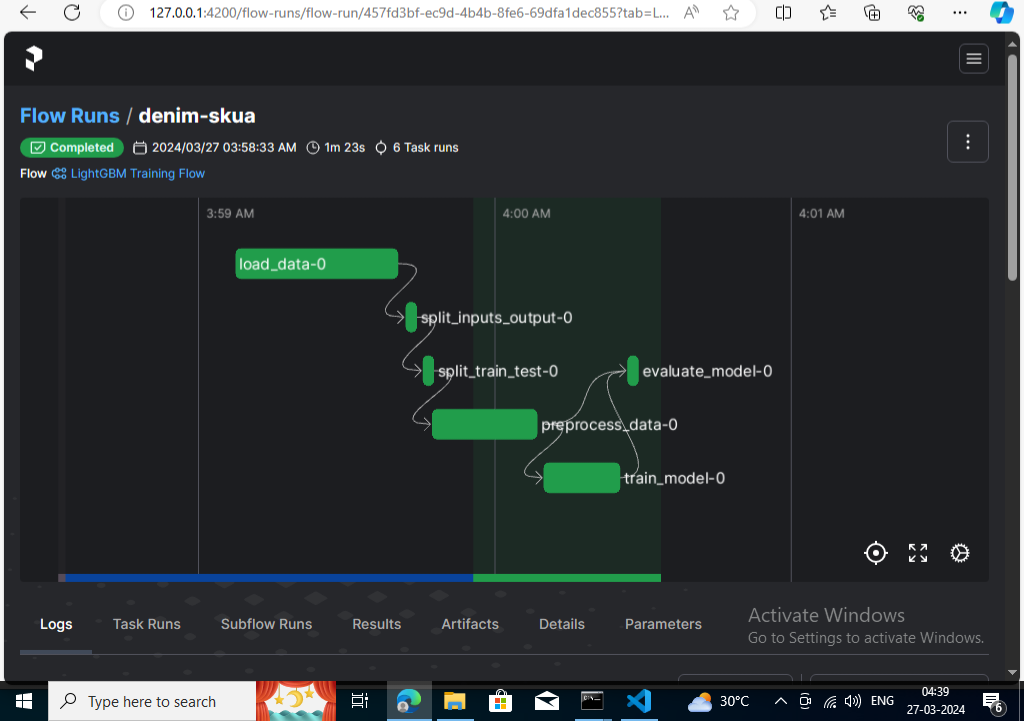 127.0.0.1:4200/flow-runs/flow-run/457fd3bf-ec9d-4b4b-8fe6-69dfa1dec855?tab=L...
Flow Runs / denim-skua
Completed 2024/03/27 03:58:33 AM 1m 23s 6 Task runs
Flow LightGBM Training Flow
3:59 AM 4:00 AM 4:01 AM
load_data-0
split_inputs_output-0
split_train_test-0 evaluate_model-0
preprocess_data-0
train_model-0
Logs Task Runs Subflow Runs Results Artifacts Details Parameters
Activate Windows
Go to Settings to activate Windows.
Type here to search 30°C ENG 04:39
27-03-2024 6